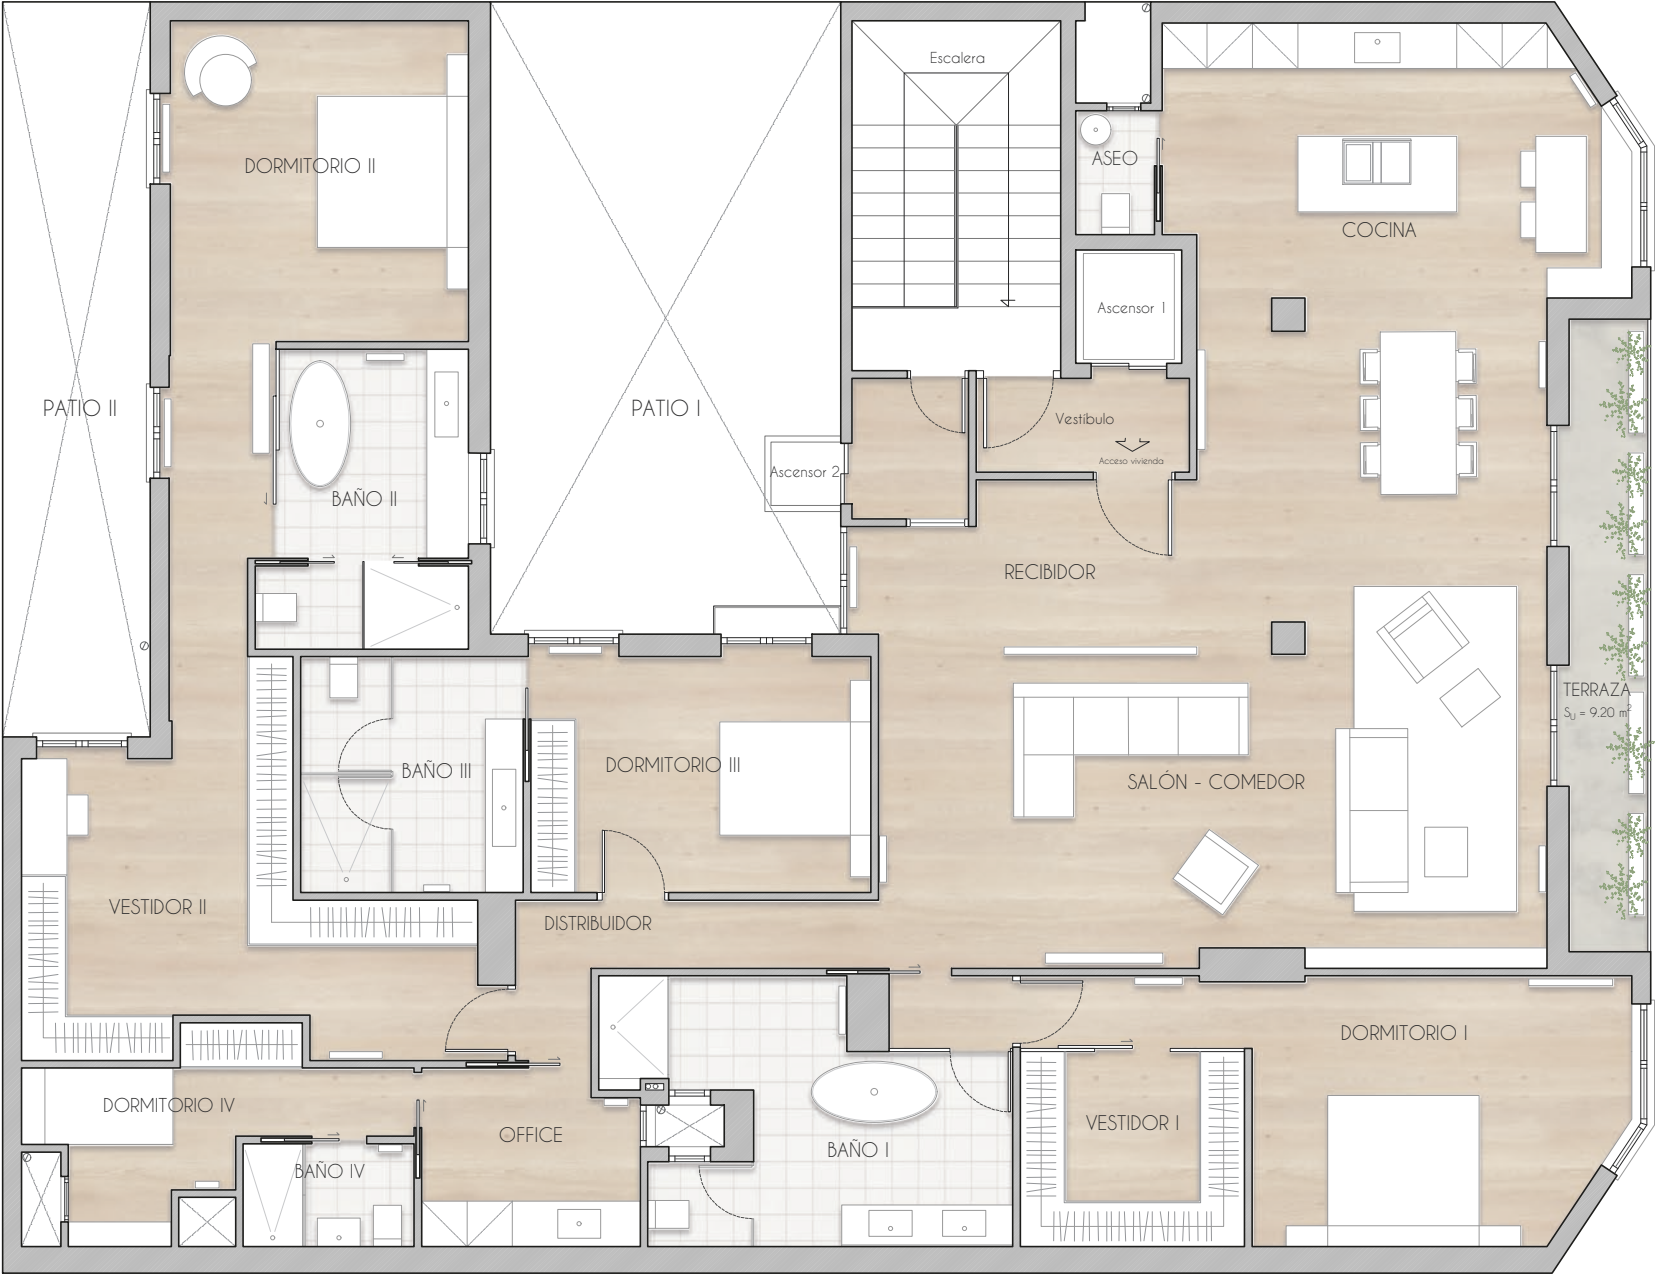 Escalera
ASEO
DORMITORIO II
COCINA
Ascensor 1
PATIO II
PATIO I
Vestíbulo
Acceso vivienda
Ascensor 2
BAÑO II
RECIBIDOR
TERRAZA
SU = 9.20 m²
DORMITORIO III
BAÑO III
SALÓN - COMEDOR
VESTIDOR II
DISTRIBUIDOR
DORMITORIO I
DORMITORIO IV
OFFICE
VESTIDOR I
BAÑO I
BAÑO IV